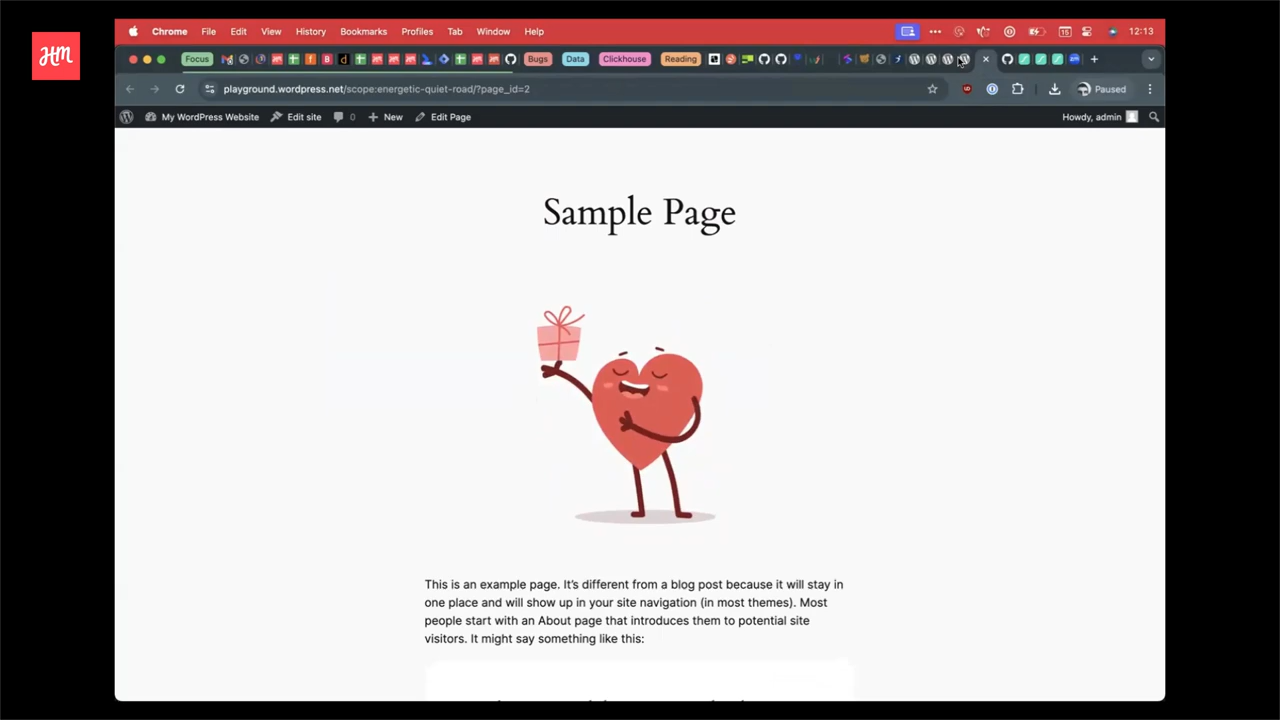 HM
Chrome File Edit View History Bookmarks Profiles Tab Window Help 15 12:13
Focus Bugs Data Clickhouse Reading
playground.wordpress.net/scope:energetic-quiet-road/?page_id=2 Paused
My WordPress Website Edit site 0 New Edit Page Howdy, admin
Sample Page
This is an example page. It’s different from a blog post because it will stay in
one place and will show up in your site navigation (in most themes). Most
people start with an About page that introduces them to potential site
visitors. It might say something like this: